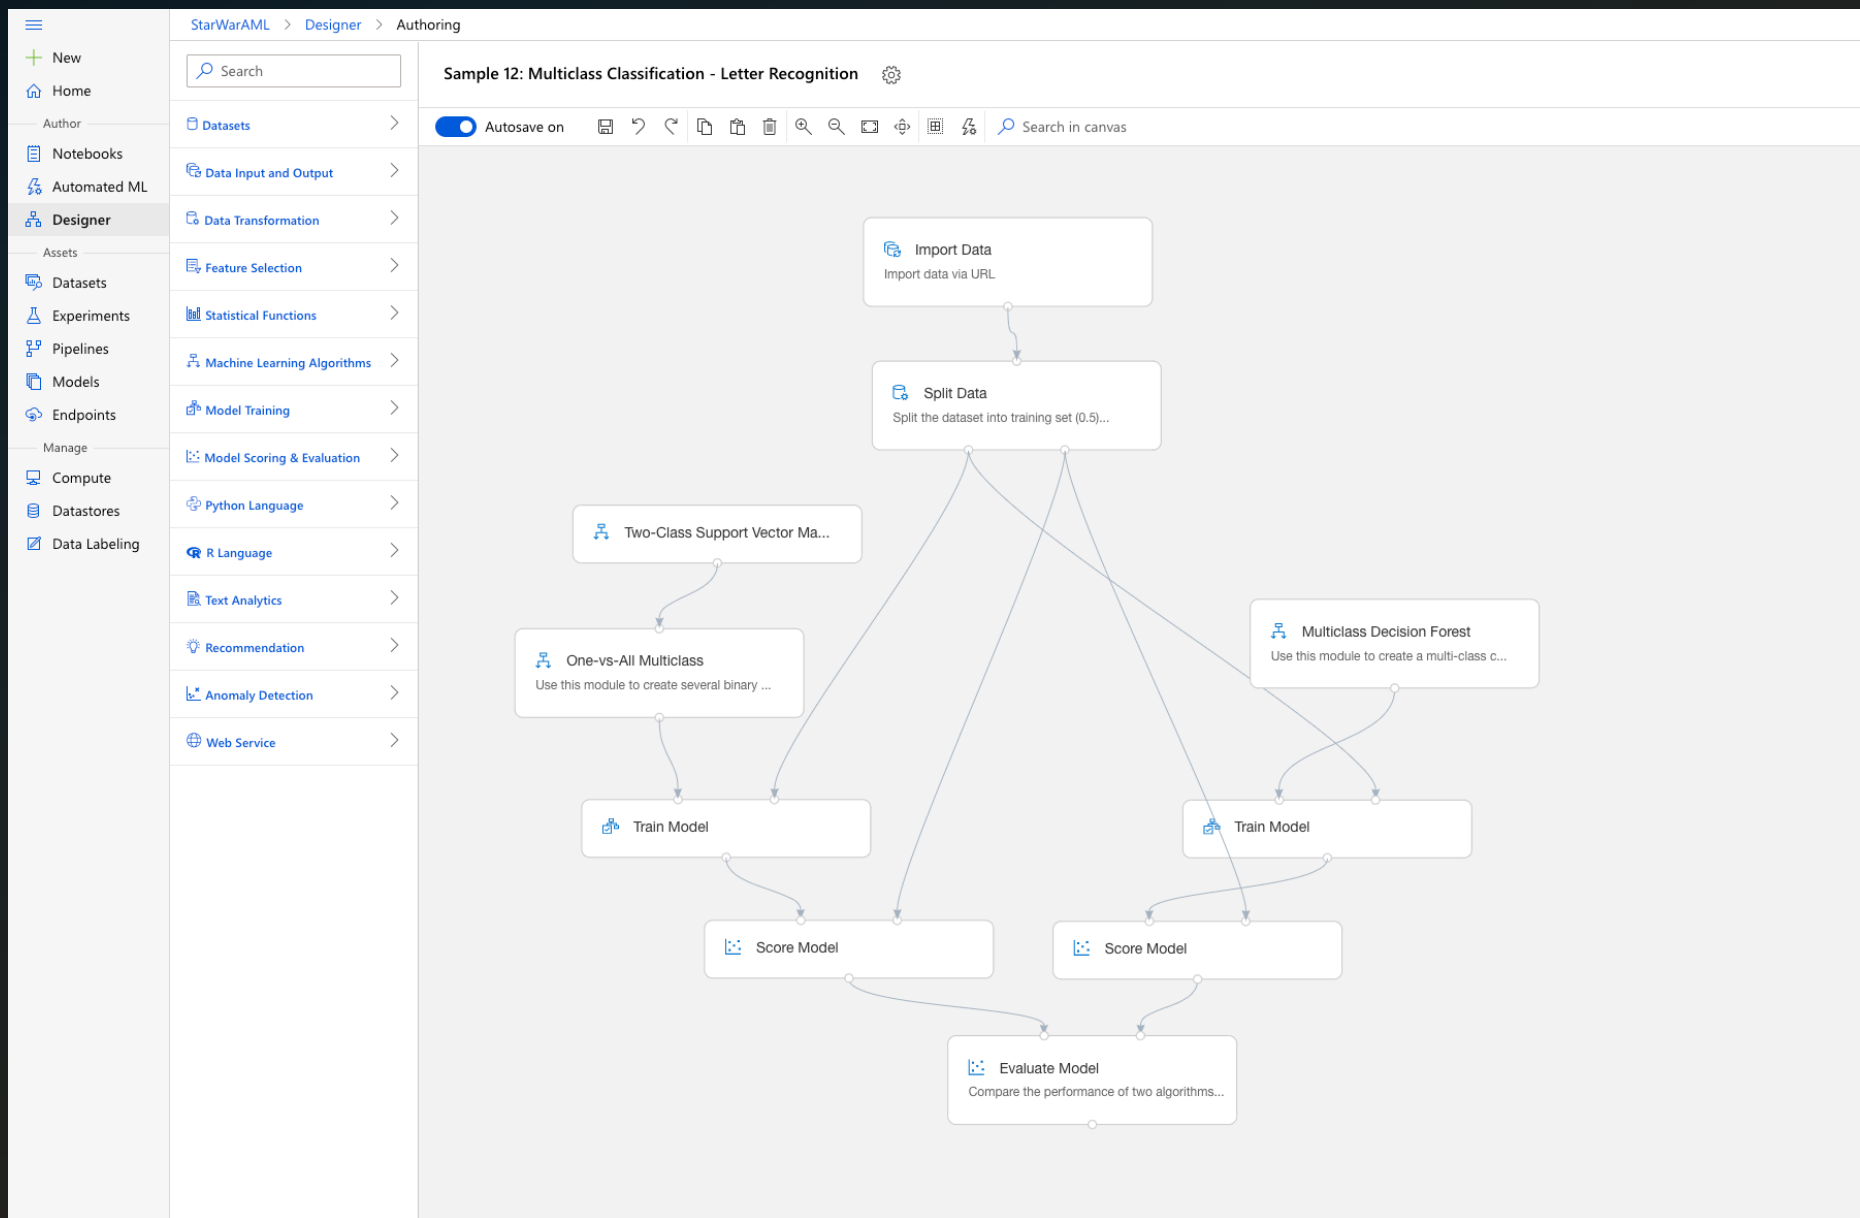 StarWarAML > Designer > Authoring
New
Home
Author
Notebooks
Automated ML
Designer
Assets
Datasets
Experiments
Pipelines
Models
Endpoints
Manage
Compute
Datastores
Data Labeling
Search
Datasets
Data Input and Output
Data Transformation
Feature Selection
Statistical Functions
Machine Learning Algorithms
Model Training
Model Scoring & Evaluation
Python Language
R Language
Text Analytics
Recommendation
Anomaly Detection
Web Service
Sample 12: Multiclass Classification - Letter Recognition
Autosave on
Search in canvas
Import Data
Import data via URL
Split Data
Split the dataset into training set (0.5)...
Two-Class Support Vector Ma...
One-vs-All Multiclass
Use this module to create several binary ...
Multiclass Decision Forest
Use this module to create a multi-class c...
Train Model
Train Model
Score Model
Score Model
Evaluate Model
Compare the performance of two algorithms...